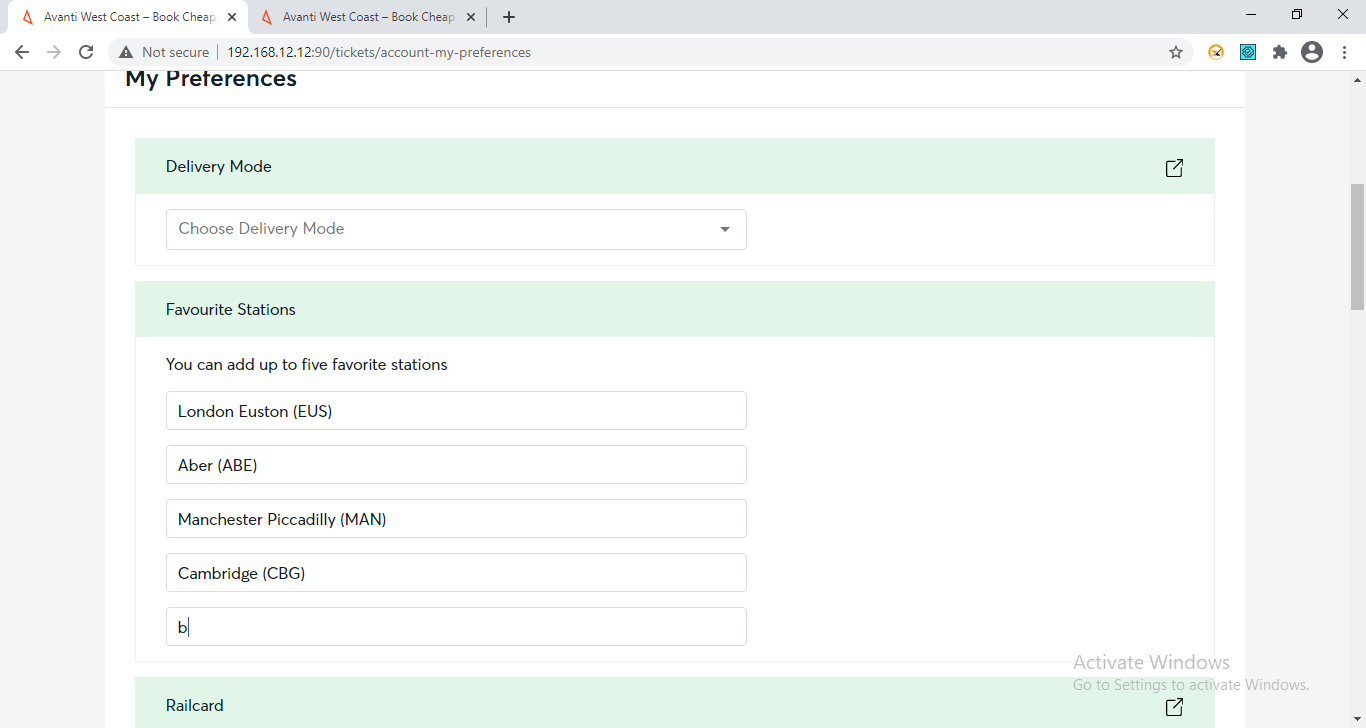 Avanti West Coast – Book Cheap
Avanti West Coast – Book Cheap
Not secure
192.168.12.12:90/tickets/account-my-preferences
My Preferences
Delivery Mode
Choose Delivery Mode
Favourite Stations
You can add up to five favorite stations
London Euston (EUS)
Aber (ABE)
Manchester Piccadilly (MAN)
Cambridge (CBG)
b
Activate Windows
Go to Settings to activate Windows.
Railcard